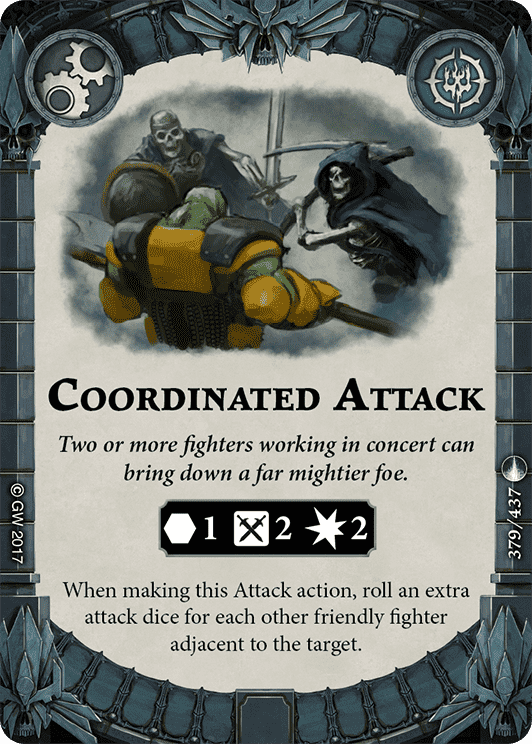 COORDINATED ATTACK
Two or more fighters working in concert can
bring down a far mightier foe.
1 2 2
When making this Attack action, roll an extra
attack dice for each other friendly fighter
adjacent to the target.
© GW 2017
379/437